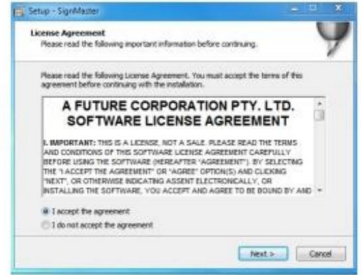 Setup - SignMaster
License Agreement
Please read the following important information before continuing.
Please read the following License Agreement. You must accept the terms of this
agreement before continuing with the installation.
A FUTURE CORPORATION PTY. LTD.
SOFTWARE LICENSE AGREEMENT
I. IMPORTANT: THIS IS A LICENSE, NOT A SALE. PLEASE READ THE TERMS
AND CONDITIONS OF THIS SOFTWARE LICENSE AGREEMENT CAREFULLY
BEFORE USING THE SOFTWARE (HEREAFTER "AGREEMENT"). BY SELECTING
THE "I ACCEPT THE AGREEMENT" OR "AGREE" OPTION(S) AND CLICKING
"NEXT", OR OTHERWISE INDICATING ASSENT ELECTRONICALLY, OR
INSTALLING THE SOFTWARE, YOU ACCEPT AND AGREE TO BE BOUND BY AND
I accept the agreement
I do not accept the agreement
Next >
Cancel